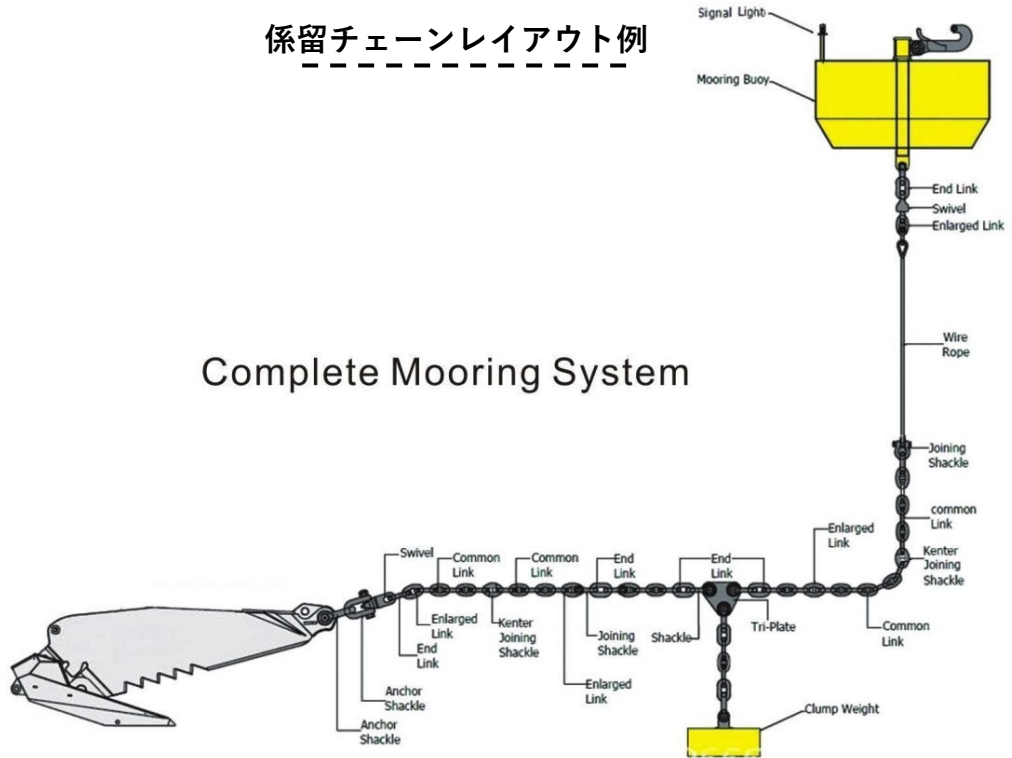 係留チェーンレイアウト例
Signal Light
Mooring Buoy
End Link
Swivel
Enlarged Link
Wire
Rope
Complete Mooring System
Joining
Shackle
common
Link
Enlarged
Link
Kenter
Joining
Shackle
Swivel
Common
Link
Common
Link
End
Link
End
Link
Enlarged
Link
End
Link
Kenter
Joining
Shackle
Joining
Shackle
Shackle
Tri-Plate
Common
Link
Enlarged
Link
Anchor
Shackle
Anchor
Shackle
Clump Weight